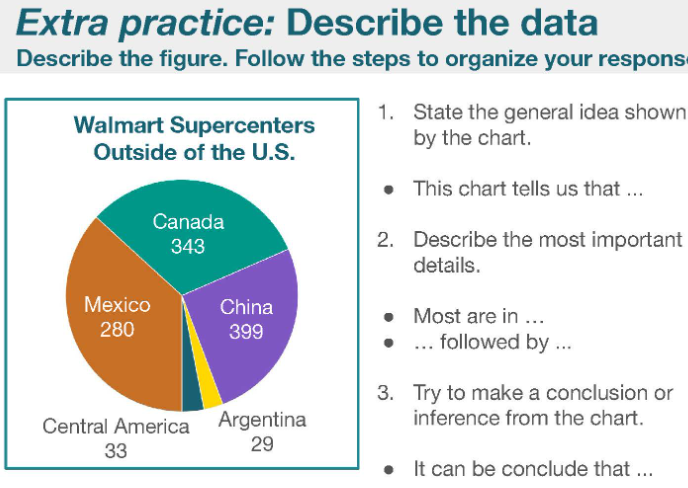 Extra practice: Describe the data
Describe the figure. Follow the steps to organize your respons
Walmart Supercenters
Outside of the U.S.
Canada
343
Mexico
280
China
399
Central America
33
Argentina
29
1. State the general idea shown
by the chart.
• This chart tells us that ...
2. Describe the most important
details.
• Most are in ...
• ... followed by ...
3. Try to make a conclusion or
inference from the chart.
• It can be conclude that ...